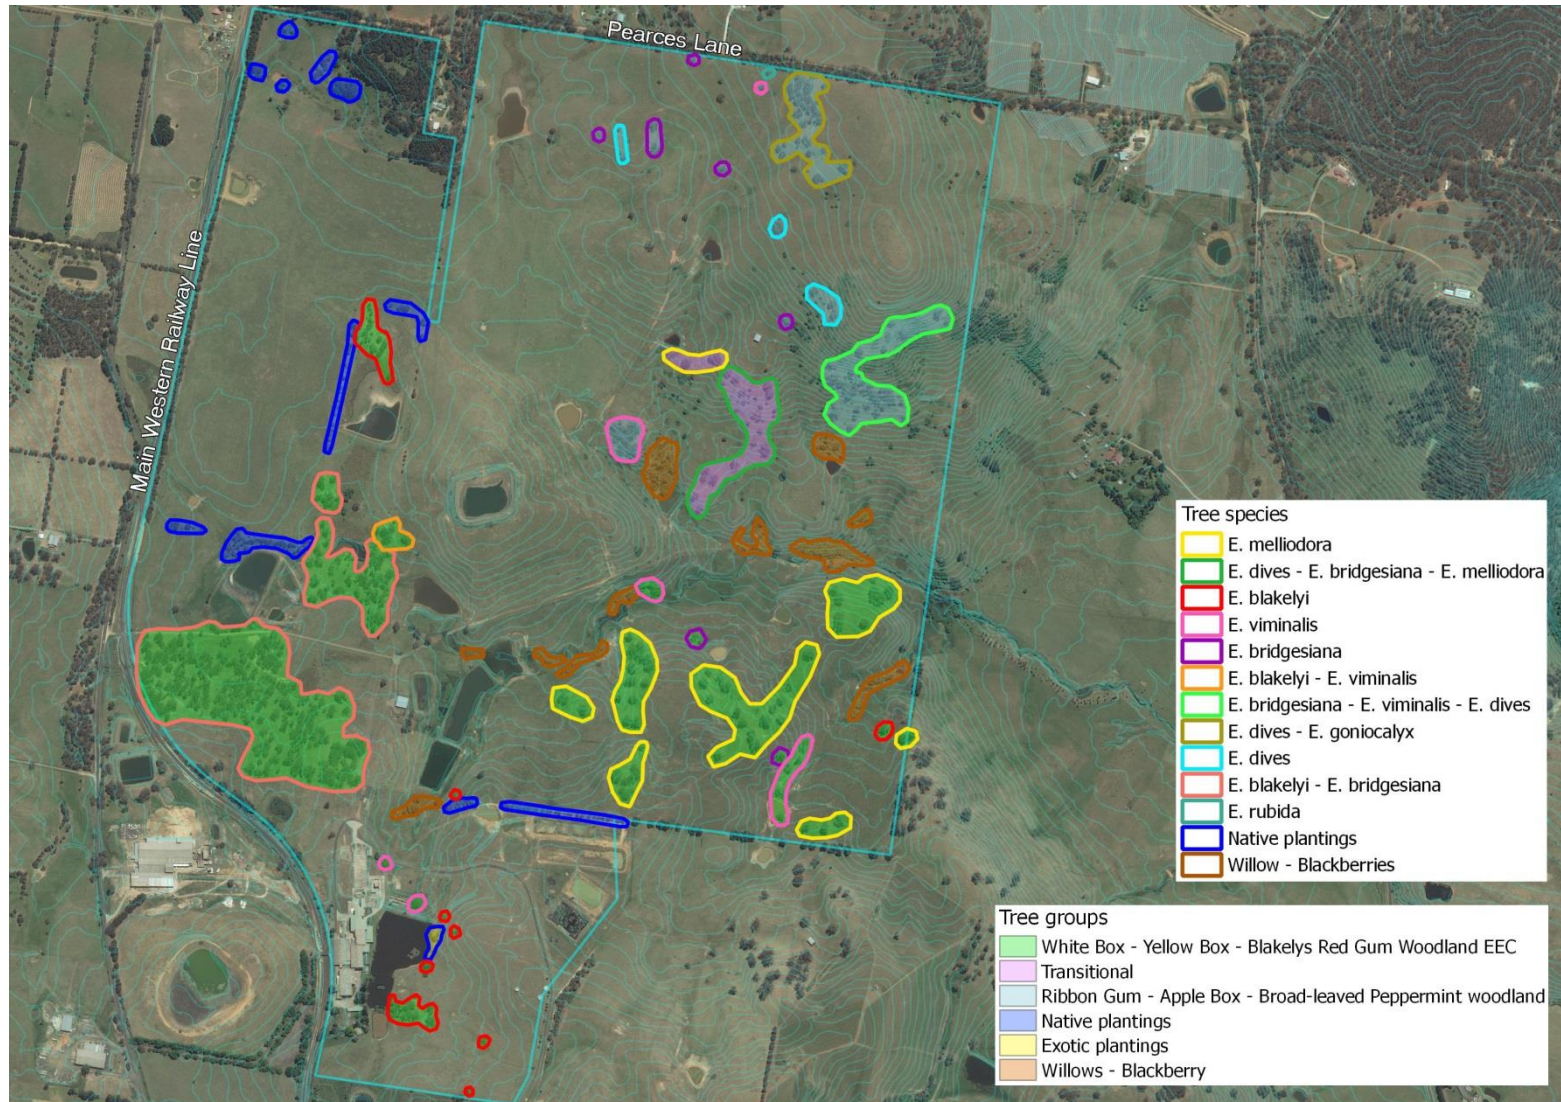 Pearces Lane
Main Western Railway Line
Tree species
E. melliodora
E. dives - E. bridgesiana - E. melliodora
E. blakelyi
E. viminalis
E. bridgesiana
E. blakelyi - E. viminalis
E. bridgesiana - E. viminalis - E. dives
E. dives - E. goniocalyx
E. dives
E. blakelyi - E. bridgesiana
E. rubida
Native plantings
Willow - Blackberries
Tree groups
White Box - Yellow Box - Blakelys Red Gum Woodland EEC
Transitional
Ribbon Gum - Apple Box - Broad-leaved Peppermint woodland
Native plantings
Exotic plantings
Willows - Blackberry